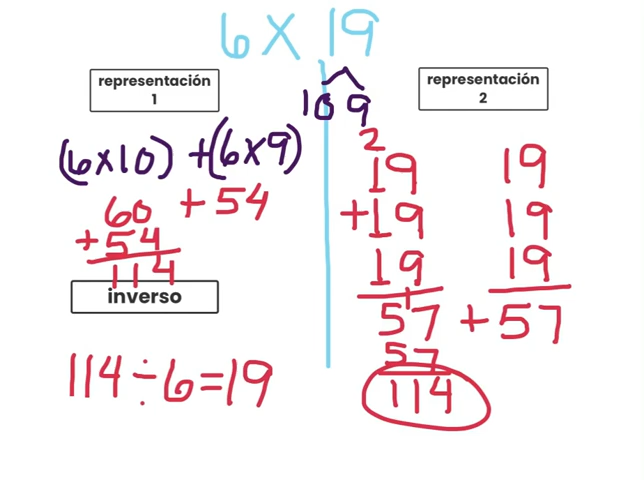 6 x 19
representación
1
10 9
(6x10) + (6x9)
60 + 54
+54
114
inverso
114 ÷ 6 = 19
representación
2
2
19
+19
19
1
57 + 57
57
114
19
19
19